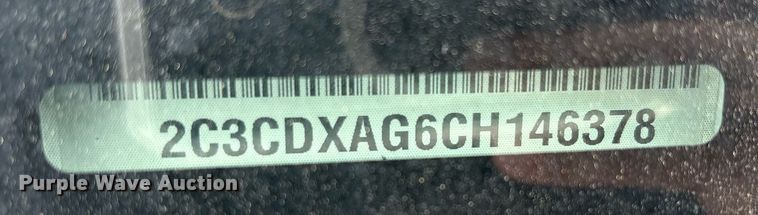 2C3CDXAG6CH146378
Purple Wave Auction